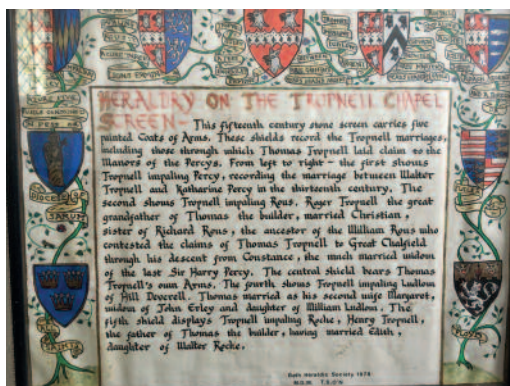 HERALDRY ON THE TROPNELL CHAPEL
SCREEN – This fifteenth century stone screen carries five
painted Coats of Arms. These shields record the Tropnell marriages,
including those through which Thomas Tropnell laid claim to the
Manors of the Percys. From left to right – the first shows
Tropnell impaling Percy, recording the marriage between Walter
Tropnell and Katharine Percy in the thirteenth century. The
second shows Tropnell impaling Rous. Roger Tropnell the great
grandfather of Thomas the builder, married Christian,
sister of Richard Rous, the ancestor of the William Rous who
contested the claims of Thomas Tropnell to Great Chalfield
through his descent from Constance, the much married widow
of the last Sir Harry Percy. The central shield bears Thomas
Tropnell's own Arms. The fourth shows Tropnell impaling Ludlow
of Hill Deverell. Thomas married as his second wife Margaret,
widow of John Erley and daughter of William Ludlow. The
fifth shield displays Tropnell impaling Roche, Henry Tropnell,
the father of Thomas the builder, having married Edith,
daughter of Walter Roche.
Bath Heraldic Society 1978
DIOCESE
SARUM